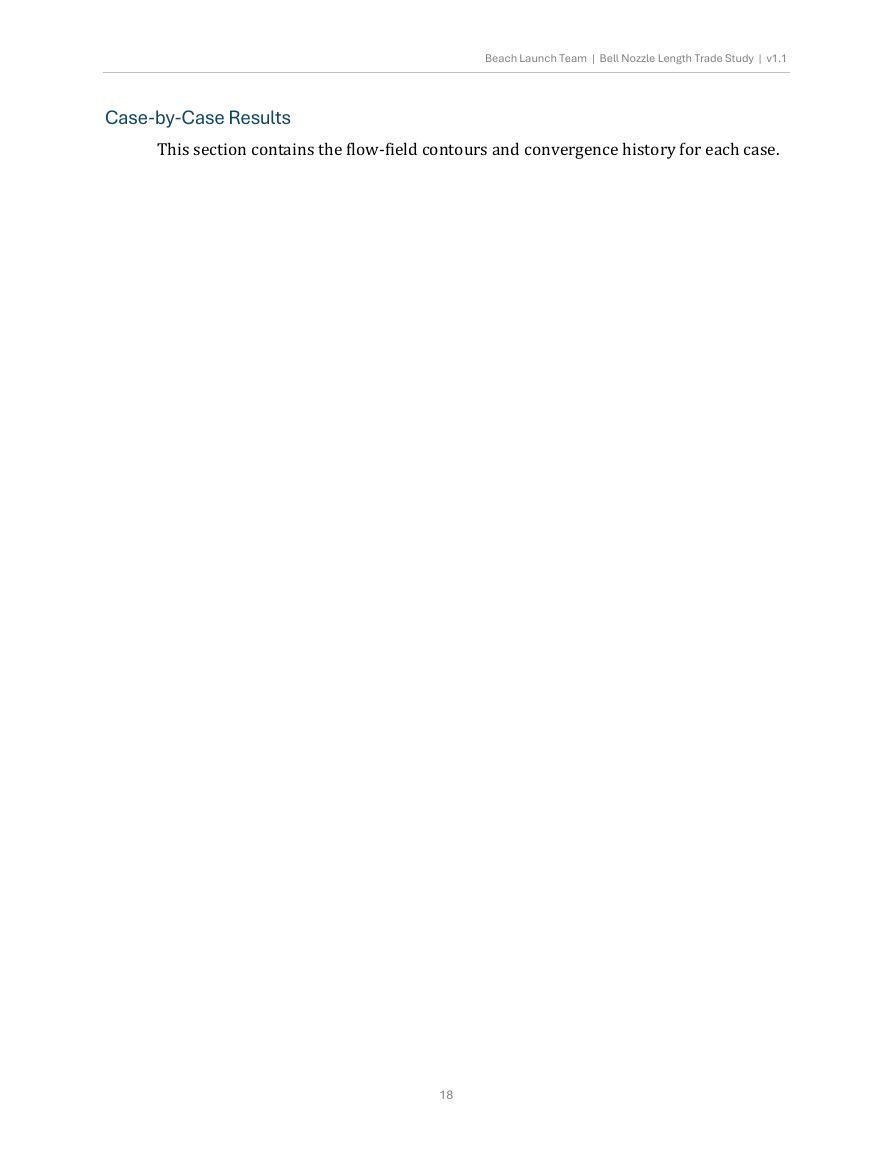 Beach Launch Team | Bell Nozzle Length Trade Study | v1.1
Case-by-Case Results
This section contains the flow-field contours and convergence history for each case.
18